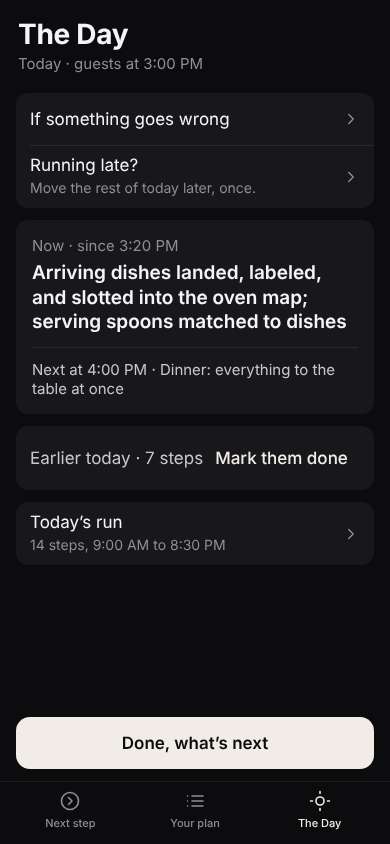 The Day
Today · guests at 3:00 PM
If something goes wrong
Running late?
Move the rest of today later, once.
Now · since 3:20 PM
Arriving dishes landed, labeled,
and slotted into the oven map;
serving spoons matched to dishes
Next at 4:00 PM · Dinner: everything to the
table at once
Earlier today · 7 steps Mark them done
Today’s run
14 steps, 9:00 AM to 8:30 PM
Done, what’s next
Next step Your plan The Day